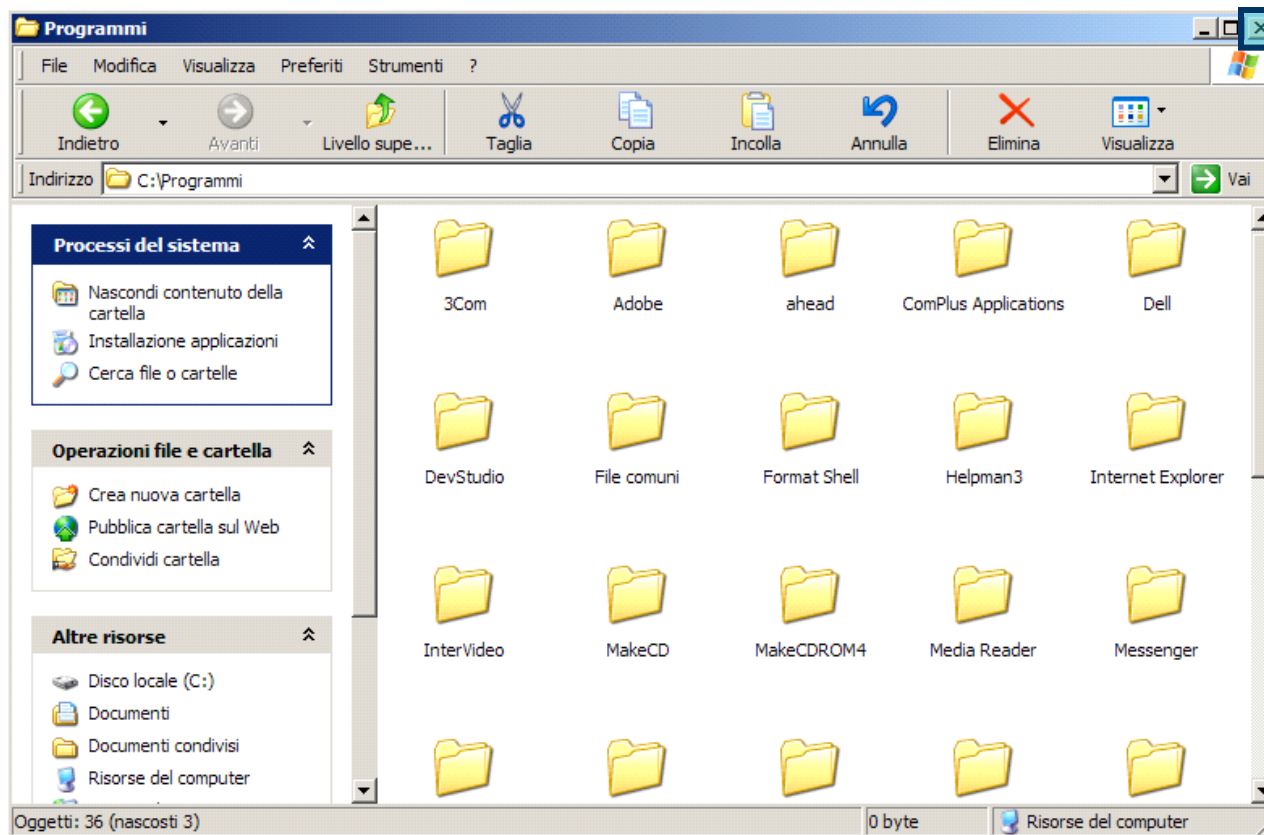 Programmi
File Modifica Visualizza Preferiti Strumenti ?
Indietro Avanti Livello supe... Taglia Copia Incolla Annulla Elimina Visualizza
Indirizzo C:\Programmi Vai
Processi del sistema
Nascondi contenuto della
cartella
Installazione applicazioni
Cerca file o cartelle
Operazioni file e cartella
Crea nuova cartella
Pubblica cartella sul Web
Condividi cartella
Altre risorse
Disco locale (C:)
Documenti
Documenti condivisi
Risorse del computer
3Com Adobe ahead ComPlus Applications Dell
DevStudio File comuni Format Shell Helpman3 Internet Explorer
InterVideo MakeCD MakeCDROM4 Media Reader Messenger
Oggetti: 36 (nascosti 3) 0 byte Risorse del computer